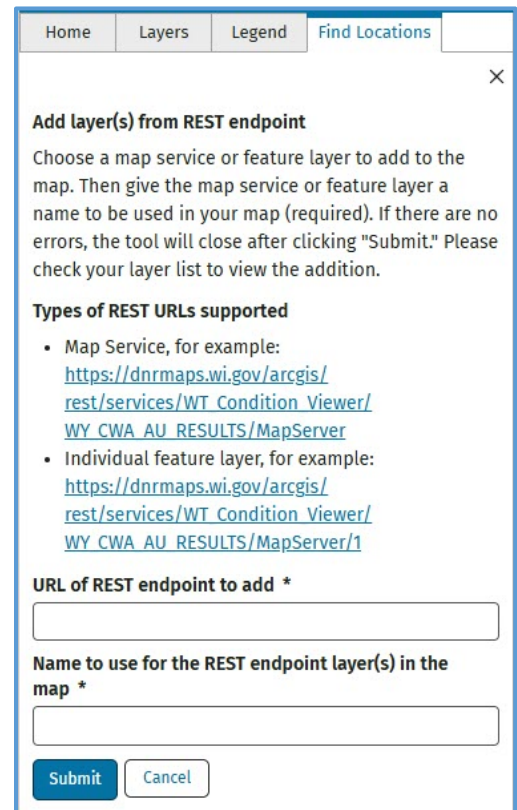 Home Layers Legend Find Locations
Add layer(s) from REST endpoint
Choose a map service or feature layer to add to the
map. Then give the map service or feature layer a
name to be used in your map (required). If there are no
errors, the tool will close after clicking "Submit." Please
check your layer list to view the addition.
Types of REST URLs supported
• Map Service, for example:
https://dnrmaps.wi.gov/arcgis/
rest/services/WT_Condition_Viewer/
WY_CWA_AU_RESULTS/MapServer
• Individual feature layer, for example:
https://dnrmaps.wi.gov/arcgis/
rest/services/WT_Condition_Viewer/
WY_CWA_AU_RESULTS/MapServer/1
URL of REST endpoint to add *
Name to use for the REST endpoint layer(s) in the
map *
Submit Cancel